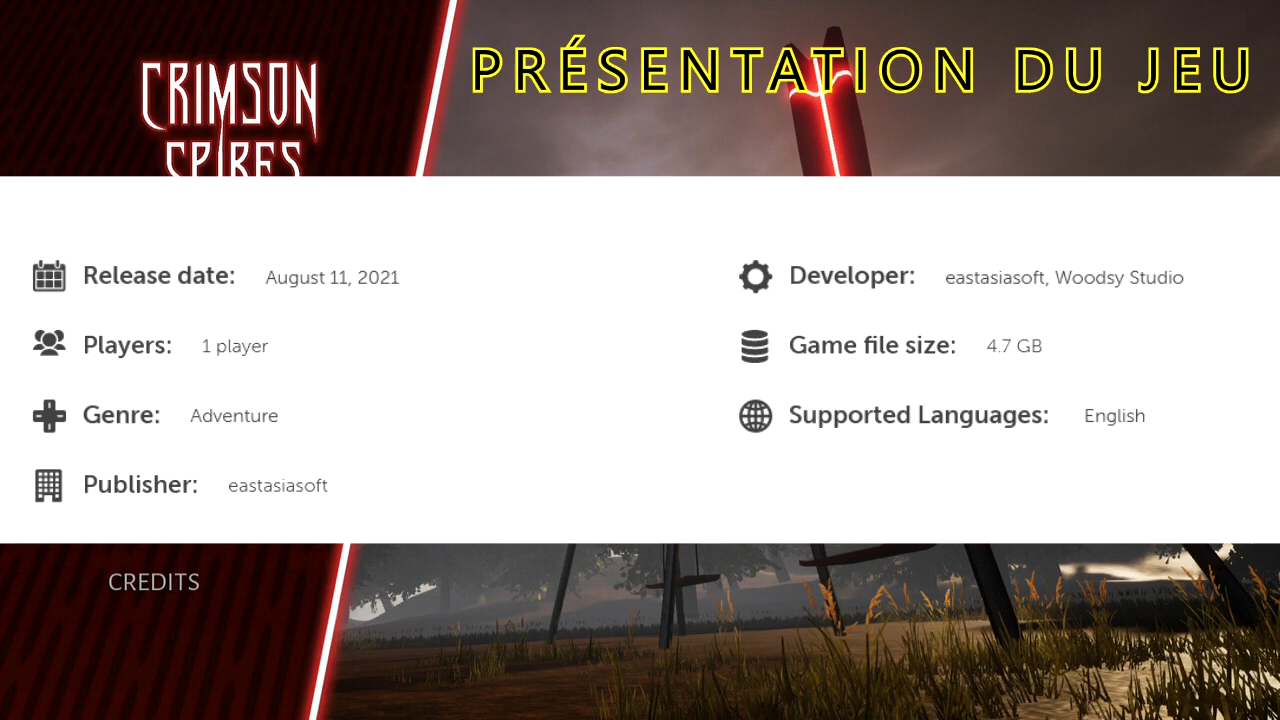 CRIMSON
SPIRES
PRÉSENTATION DU JEU
Release date: August 11, 2021
Players: 1 player
Genre: Adventure
Publisher: eastasiasoft
Developer: eastasiasoft, Woodsy Studio
Game file size: 4.7 GB
Supported Languages: English
CREDITS